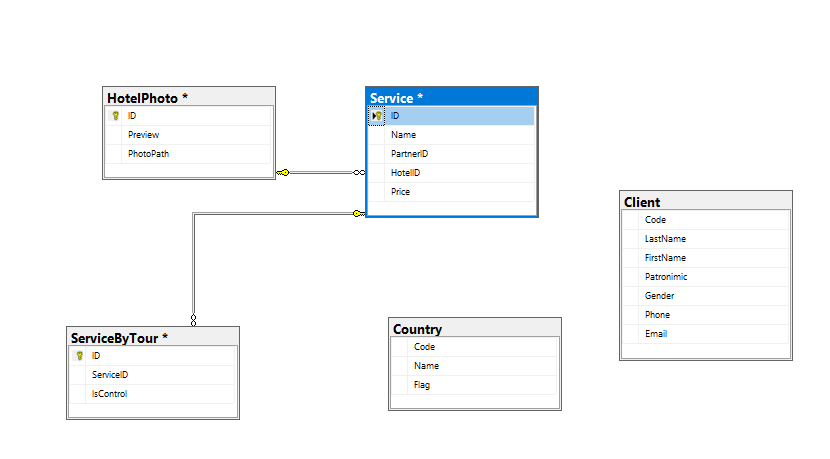 HotelPhoto *
ID
Preview
PhotoPath
Service *
ID
Name
PartnerID
HotelID
Price
Client
Code
LastName
FirstName
Patronimic
Gender
Phone
Email
ServiceByTour *
ID
ServiceID
IsControl
Country
Code
Name
Flag